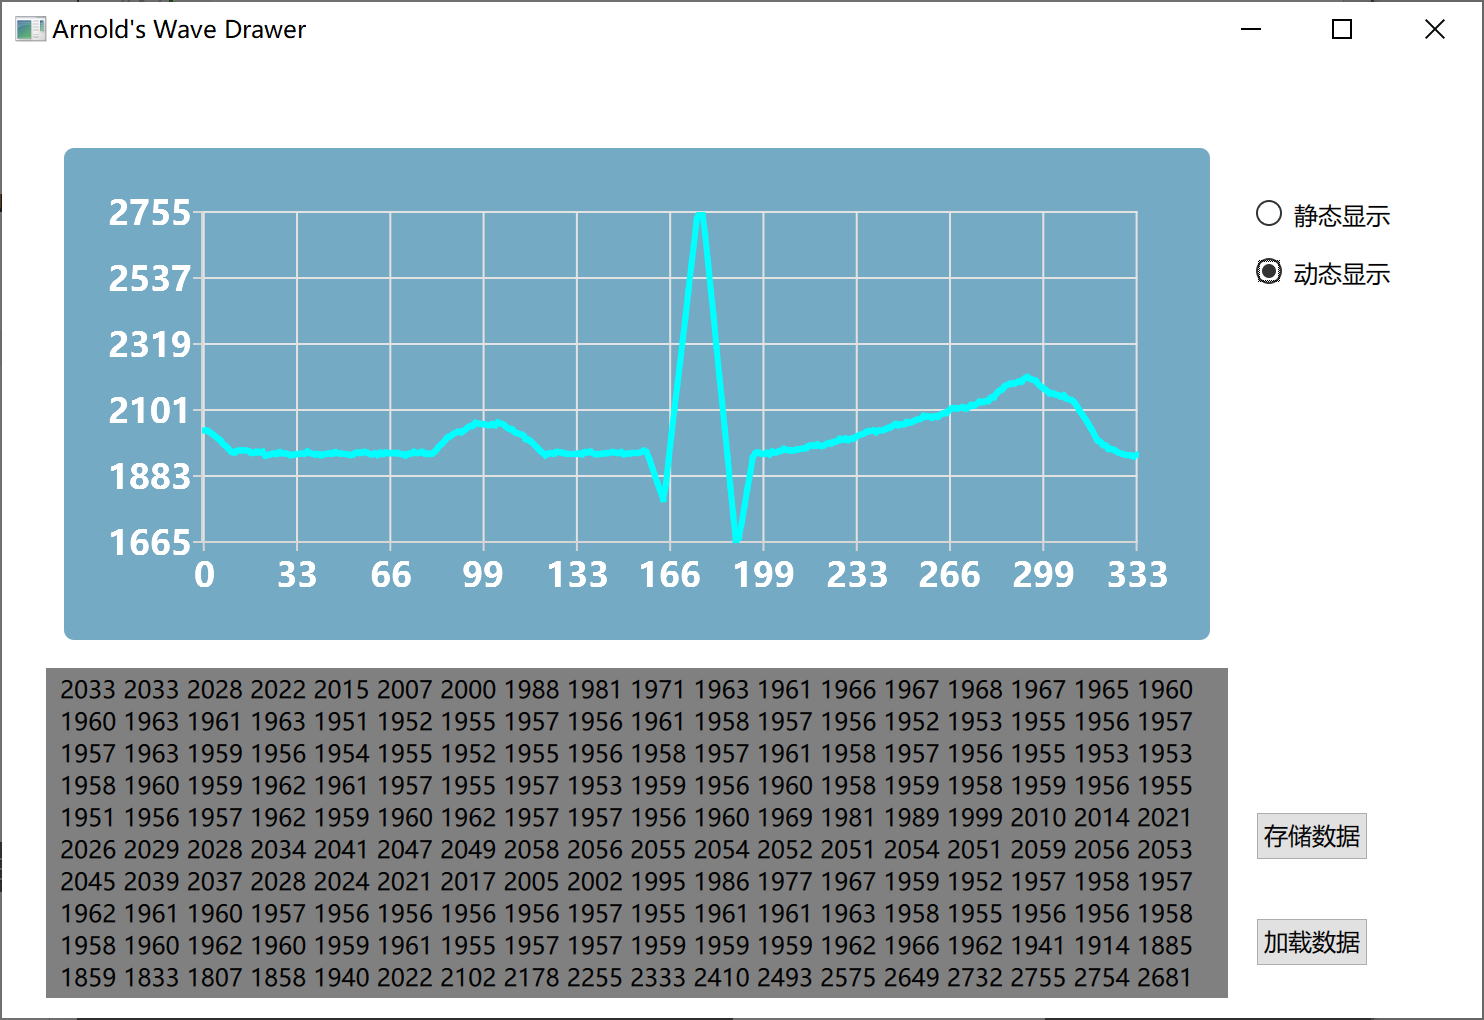 Arnold's Wave Drawer
2755
2537
2319
2101
1883
1665
0 33 66 99 133 166 199 233 266 299 333
静态显示
动态显示
2033 2033 2028 2022 2015 2007 2000 1988 1981 1971 1963 1961 1966 1967 1968 1967 1965 1960
1960 1963 1961 1963 1951 1952 1955 1957 1956 1961 1958 1957 1956 1952 1953 1955 1956 1957
1957 1963 1959 1956 1954 1955 1952 1955 1956 1958 1957 1961 1958 1957 1956 1955 1953 1953
1958 1960 1959 1962 1961 1957 1955 1957 1953 1959 1956 1960 1958 1959 1958 1959 1956 1955
1951 1956 1957 1962 1959 1960 1962 1957 1957 1956 1960 1969 1981 1989 1999 2010 2014 2021
2026 2029 2028 2034 2041 2047 2049 2058 2056 2055 2054 2052 2051 2054 2051 2059 2056 2053
2045 2039 2037 2028 2024 2021 2017 2005 2002 1995 1986 1977 1967 1959 1952 1957 1958 1957
1962 1961 1960 1957 1956 1956 1956 1956 1957 1955 1961 1961 1963 1958 1955 1956 1956 1958
1958 1960 1962 1960 1959 1961 1955 1957 1957 1959 1959 1959 1962 1966 1962 1941 1914 1885
1859 1833 1807 1858 1940 2022 2102 2178 2255 2333 2410 2493 2575 2649 2732 2755 2754 2681
存储数据
加载数据